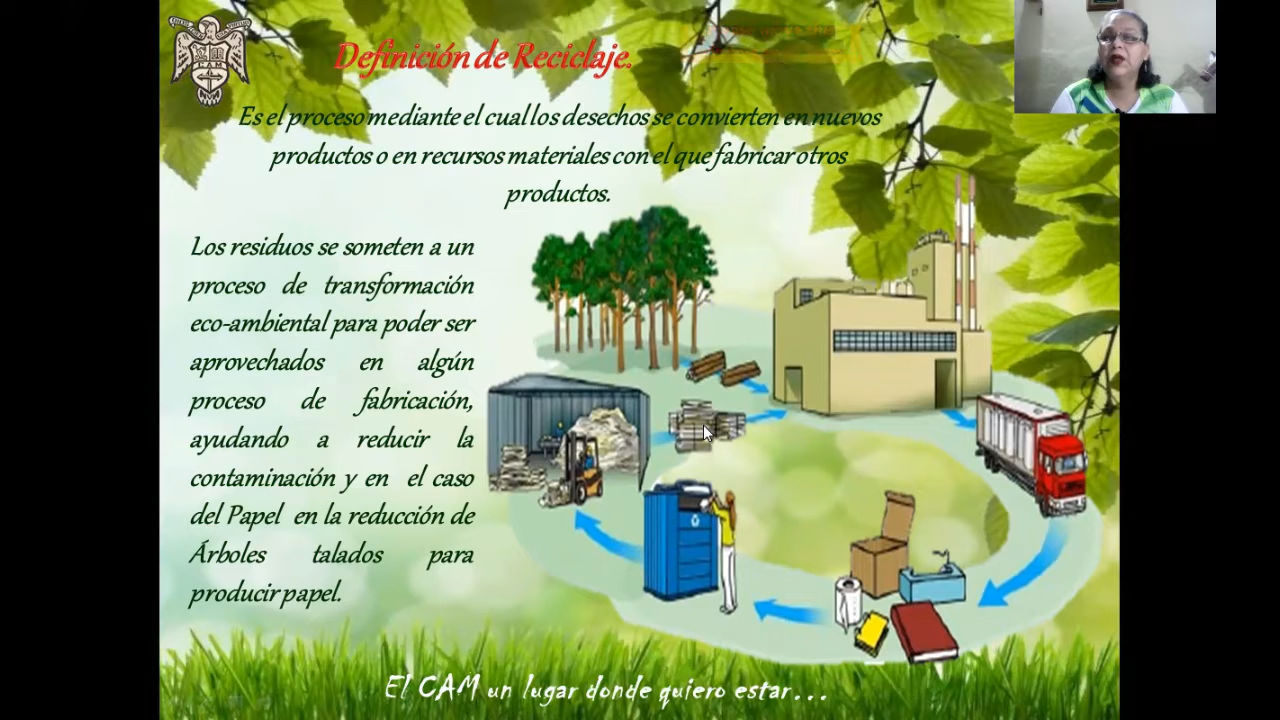 Definición de Reciclaje.
Es el proceso mediante el cual los desechos se convierten en nuevos
productos o en recursos materiales con el que fabricar otros
productos.
Los residuos se someten a un
proceso de transformación
eco-ambiental para poder ser
aprovechados en algún
proceso de fabricación,
ayudando a reducir la
contaminación y en el caso
del Papel en la reducción de
Árboles talados para
producir papel.
El CAM un lugar donde quiero estar...